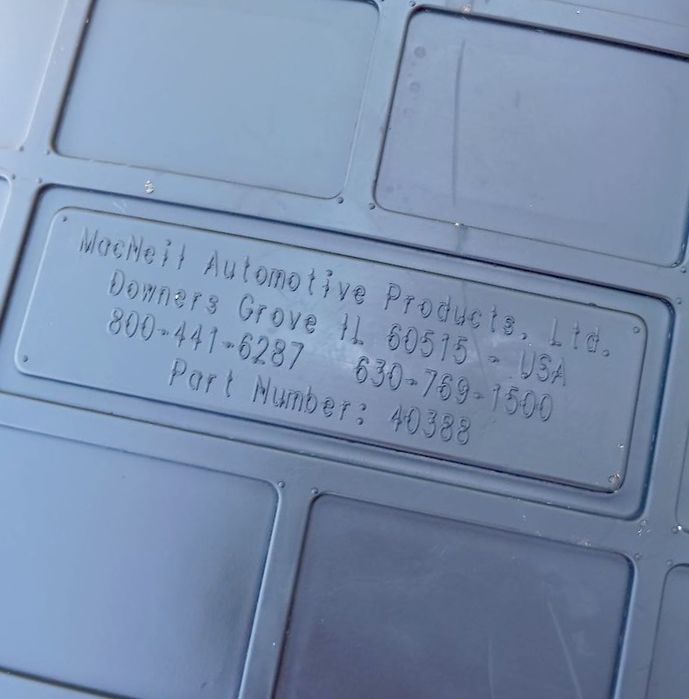 MacNeil Automotive Products, Ltd.
Downers Grove IL 60515 - USA
800-441-6287 630-769-1500
Part Number: 40388